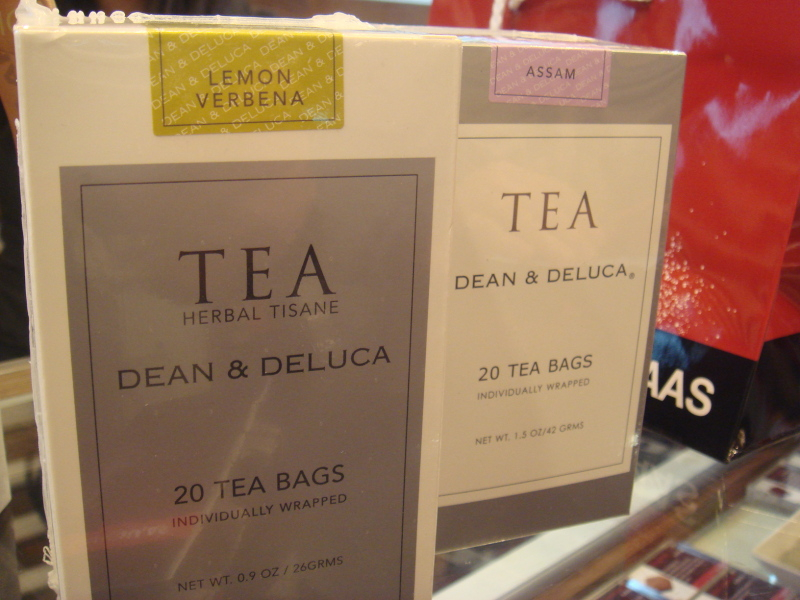 LEMON
VERBENA
TEA
HERBAL TISANE
DEAN & DELUCA
20 TEA BAGS
INDIVIDUALLY WRAPPED
NET WT. 0.9 OZ / 26GRMS
ASSAM
TEA
DEAN & DELUCA®
20 TEA BAGS
INDIVIDUALLY WRAPPED
NET WT. 1.5 OZ/42 GRMS
AAS